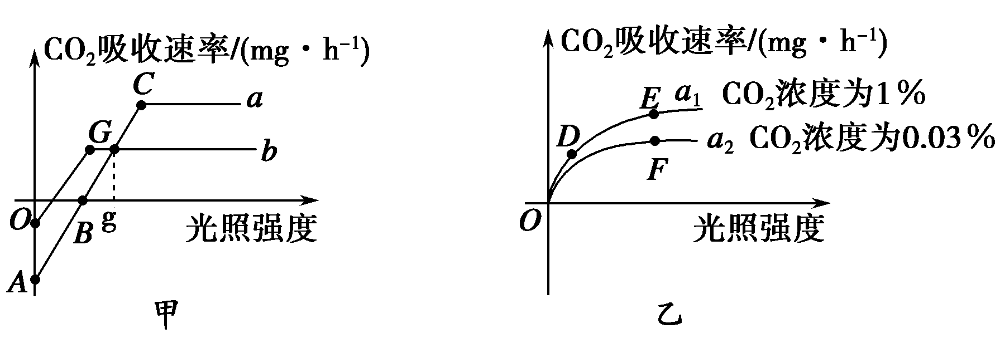 CO₂吸收速率/(mg·h⁻¹)
C
a
G
b
O
B
g
光照强度
A
甲
CO₂吸收速率/(mg·h⁻¹)
E a₁ CO₂浓度为1%
D
a₂ CO₂浓度为0.03%
F
O
光照强度
乙